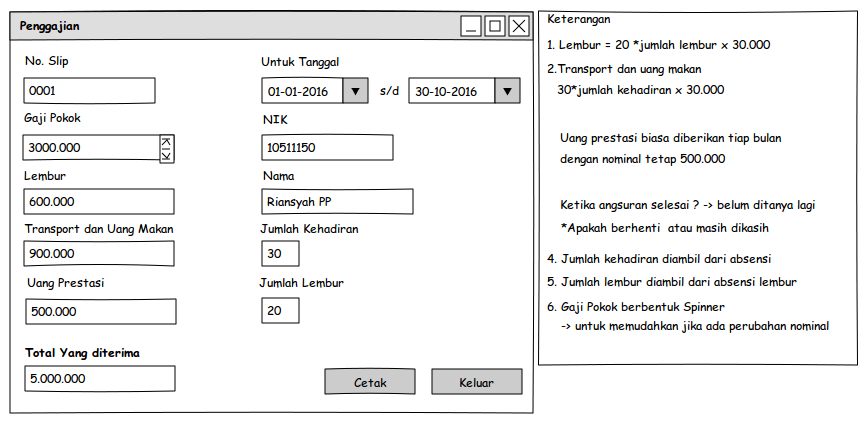 Penggajian
No. Slip
0001
Untuk Tanggal
01-01-2016 s/d 30-10-2016
Gaji Pokok
3000.000
NIK
10511150
Lembur
600.000
Nama
Riansyah PP
Transport dan Uang Makan
900.000
Jumlah Kehadiran
30
Uang Prestasi
500.000
Jumlah Lembur
20
Total Yang diterima
5.000.000
Cetak
Keluar
Keterangan
1. Lembur = 20 *jumlah lembur x 30.000
2.Transport dan uang makan
30*jumlah kehadiran x 30.000
Uang prestasi biasa diberikan tiap bulan
dengan nominal tetap 500.000
Ketika angsuran selesai ? -> belum ditanya lagi
*Apakah berhenti atau masih dikasih
4. Jumlah kehadiran diambil dari absensi
5. Jumlah lembur diambil dari absensi lembur
6. Gaji Pokok berbentuk Spinner
-> untuk memudahkan jika ada perubahan nominal